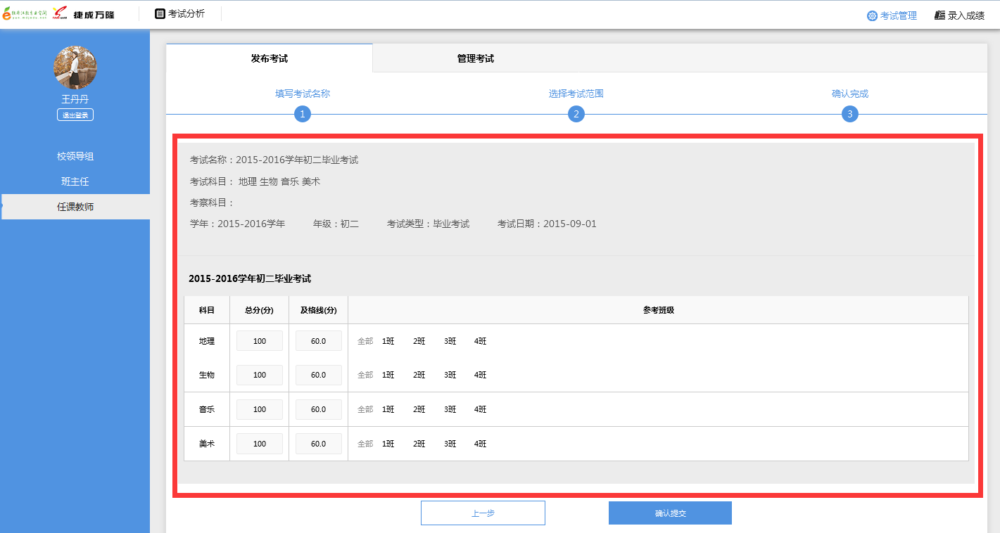 捷成万隆
考试分析
考试管理
录入成绩
王丹丹
退出登录
校领导组
班主任
任课教师
发布考试 管理考试
填写考试名称 选择考试范围 确认完成
1 2 3
考试名称：2015-2016学年初二毕业考试
考试科目： 地理 生物 音乐 美术
考察科目：
学年：2015-2016学年 年级：初二 考试类型：毕业考试 考试日期：2015-09-01
2015-2016学年初二毕业考试
科目 总分(分) 及格线(分) 参考班级
地理 100 60.0 全部 1班 2班 3班 4班
生物 100 60.0 全部 1班 2班 3班 4班
音乐 100 60.0 全部 1班 2班 3班 4班
美术 100 60.0 全部 1班 2班 3班 4班
上一步 确认提交